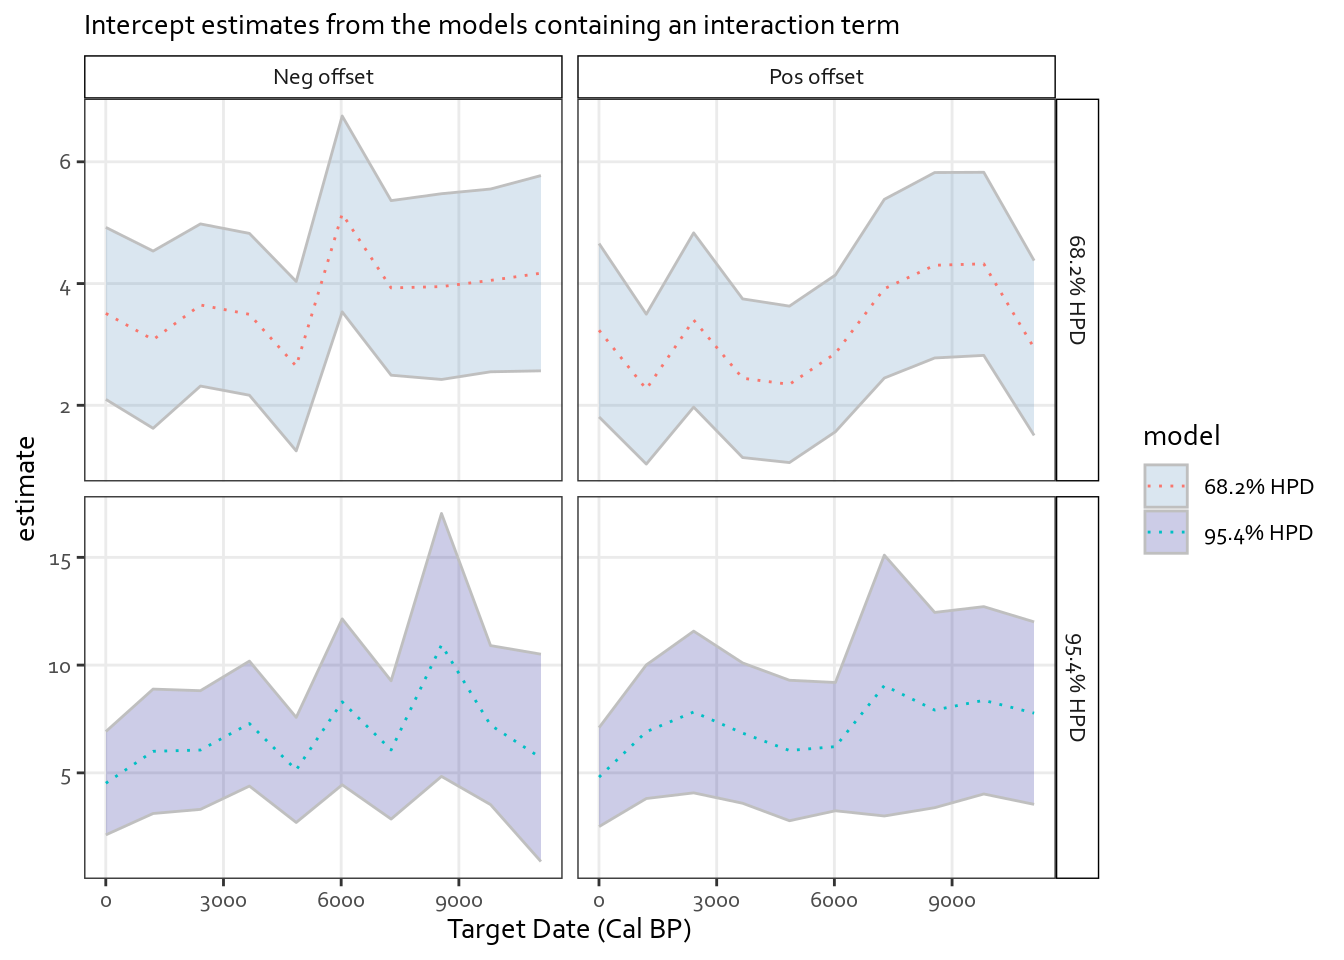 Intercept estimates from the models containing an interaction term
Neg offset
Pos offset
6
4
2
68.2% HPD
estimate
15
10
5
95.4% HPD
0 3000 6000 9000
0 3000 6000 9000
Target Date (Cal BP)
model
68.2% HPD
95.4% HPD